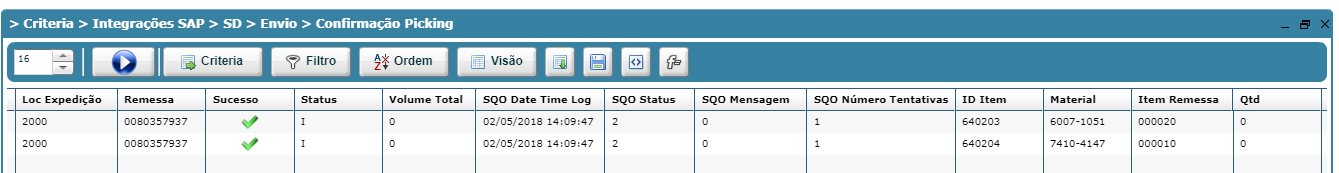 > Criteria > Integrações SAP > SD > Envio > Confirmação Picking
16 Criteria Filtro Ordem Visão
Loc Expedição Remessa Sucesso Status Volume Total SQO Date Time Log SQO Status SQO Mensagem SQO Número Tentativas ID Item Material Item Remessa Qtd
2000 0080357937 I 0 02/05/2018 14:09:47 2 0 1 640203 6007-1051 000020 0
2000 0080357937 I 0 02/05/2018 14:09:47 2 0 1 640204 7410-4147 000010 0